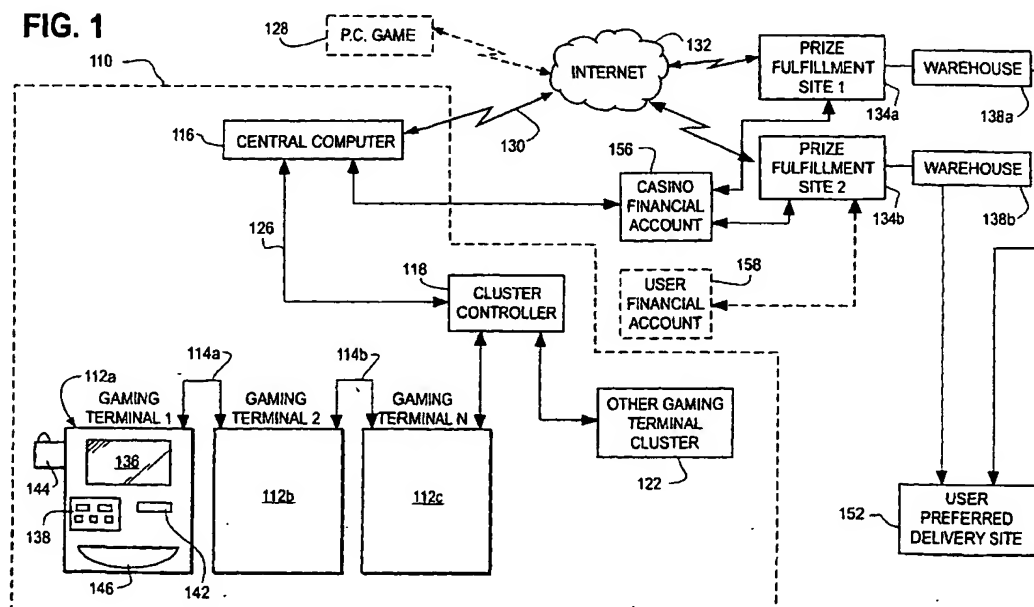 FIG. 1
128
P.C. GAME
132
INTERNET
PRIZE
FULFILLMENT
SITE 1
134a
WAREHOUSE
138a
110
116
CENTRAL COMPUTER
130
156
CASINO
FINANCIAL
ACCOUNT
PRIZE
FULFILLMENT
SITE 2
134b
WAREHOUSE
138b
126
118
CLUSTER
CONTROLLER
158
USER
FINANCIAL
ACCOUNT
114a
114b
112a
GAMING
TERMINAL 1
GAMING
TERMINAL 2
GAMING
TERMINAL N
OTHER GAMING
TERMINAL
CLUSTER
122
144
136
138
146
142
112b
112c
152
USER
PREFERRED
DELIVERY SITE